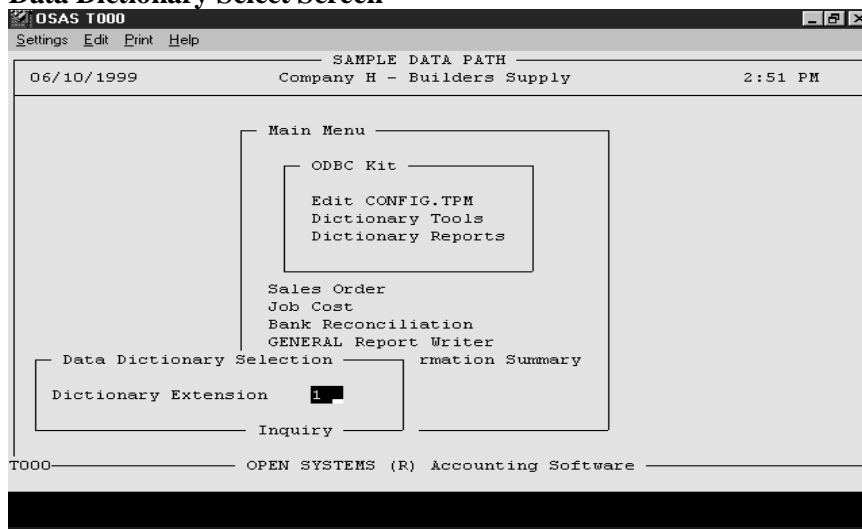 Data Dictionary Select Screen
OSAS T000
Settings Edit Print Help
SAMPLE DATA PATH
06/10/1999 Company H - Builders Supply 2:51 PM
Main Menu
ODBC Kit
Edit CONFIG.TPM
Dictionary Tools
Dictionary Reports
Sales Order
Job Cost
Bank Reconciliation
GENERAL Report Writer
Data Dictionary Selection rmation Summary
Dictionary Extension 1
Inquiry
T000 OPEN SYSTEMS (R) Accounting Software